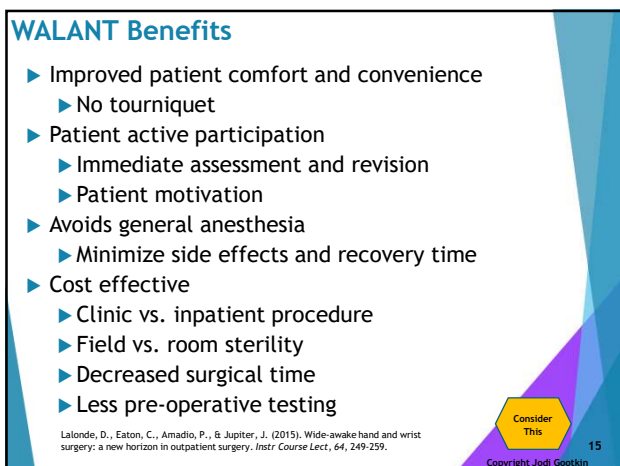 WALANT Benefits
Improved patient comfort and convenience
No tourniquet
Patient active participation
Immediate assessment and revision
Patient motivation
Avoids general anesthesia
Minimize side effects and recovery time
Cost effective
Clinic vs. inpatient procedure
Field vs. room sterility
Decreased surgical time
Less pre-operative testing
Lalonde, D., Eaton, C., Amadio, P., & Jupiter, J. (2015). Wide-awake hand and wrist
surgery: a new horizon in outpatient surgery. Instr Course Lect, 64, 249-259.
Consider
This
15
Copyright Jodi Gootkin